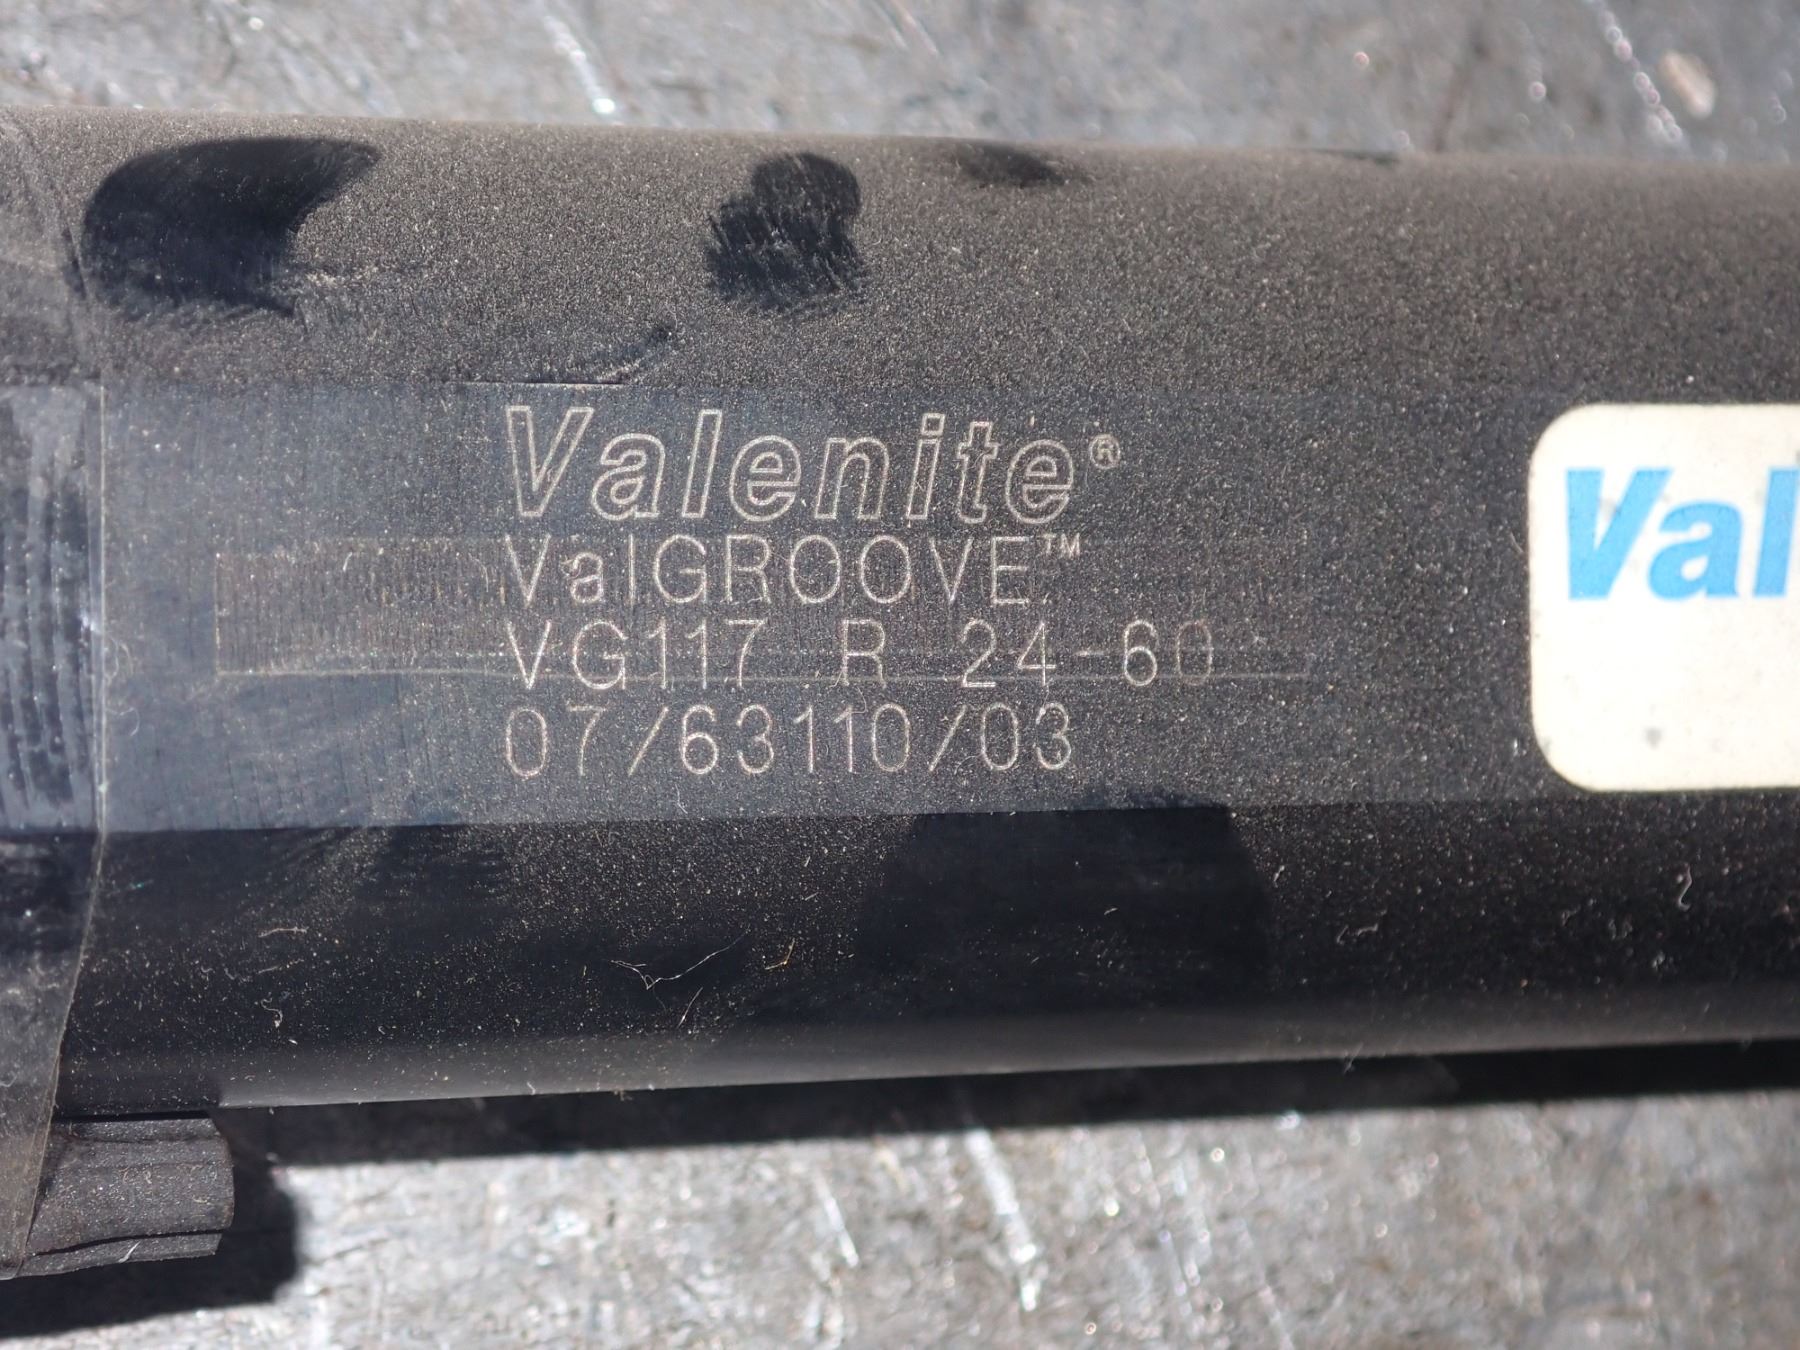 Valenite®
ValGROOVE™
VG117 R 24-60
07/63110/03
Val